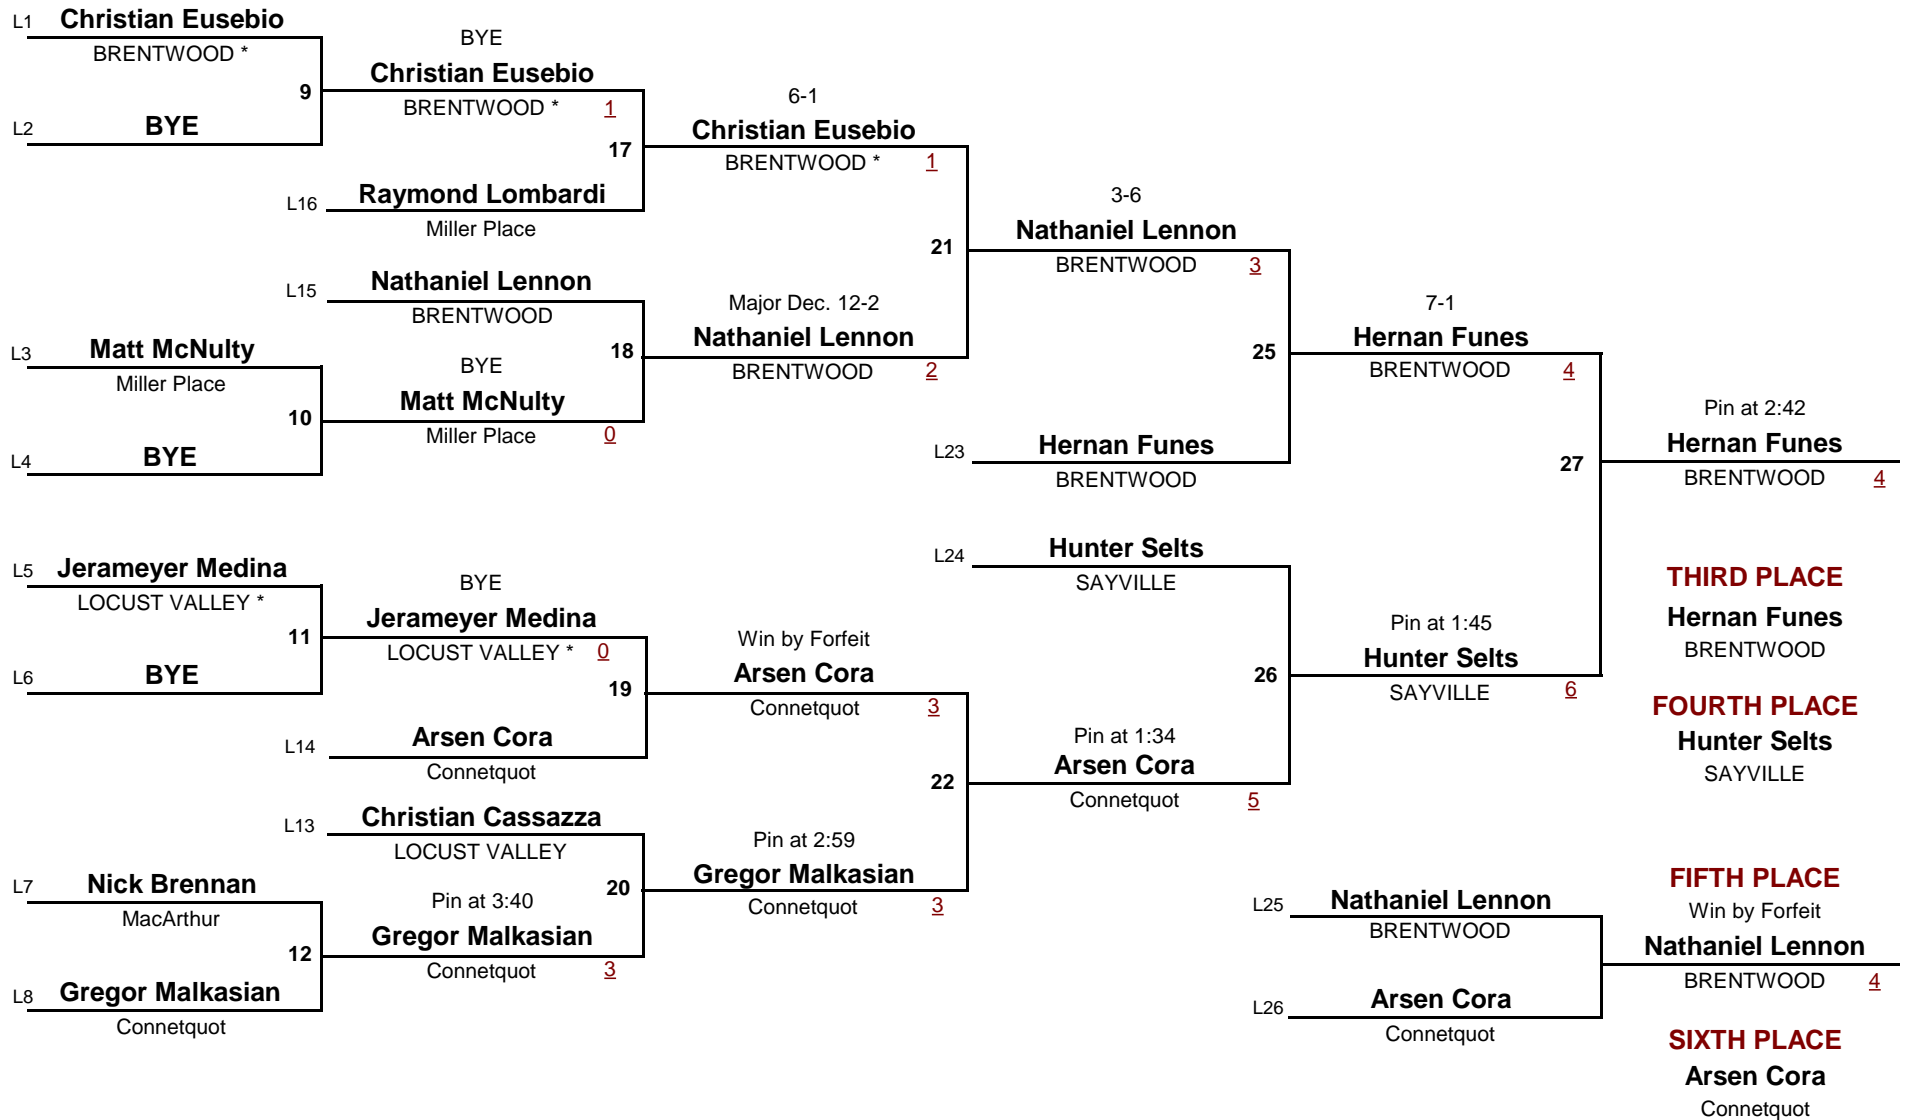 L1 Christian Eusebio
BRENTWOOD *
9
L2 BYE
BYE
Christian Eusebio
BRENTWOOD * 1
17
L16 Raymond Lombardi
Miller Place
6-1
Christian Eusebio
BRENTWOOD * 1
21
L15 Nathaniel Lennon
BRENTWOOD
18
L3 Matt McNulty
Miller Place
10
L4 BYE
BYE
Matt McNulty
Miller Place 0
Major Dec. 12-2
Nathaniel Lennon
BRENTWOOD 2
3-6
Nathaniel Lennon
BRENTWOOD 3
25
L23 Hernan Funes
BRENTWOOD
7-1
Hernan Funes
BRENTWOOD 4
27
Pin at 2:42
Hernan Funes
BRENTWOOD 4
L5 Jerameyer Medina
LOCUST VALLEY *
11
L6 BYE
BYE
Jerameyer Medina
LOCUST VALLEY * 0
19
L14 Arsen Cora
Connetquot
Win by Forfeit
Arsen Cora
Connetquot 3
22
L13 Christian Cassazza
LOCUST VALLEY
20
L7 Nick Brennan
MacArthur
12
L8 Gregor Malkasian
Connetquot
Pin at 3:40
Gregor Malkasian
Connetquot 3
Pin at 2:59
Gregor Malkasian
Connetquot 3
L24 Hunter Selts
SAYVILLE
26
Pin at 1:34
Arsen Cora
Connetquot 5
Pin at 1:45
Hunter Selts
SAYVILLE 6
THIRD PLACE
Hernan Funes
BRENTWOOD
FOURTH PLACE
Hunter Selts
SAYVILLE
L25 Nathaniel Lennon
BRENTWOOD
L26 Arsen Cora
Connetquot
FIFTH PLACE
Win by Forfeit
Nathaniel Lennon
BRENTWOOD 4
SIXTH PLACE
Arsen Cora
Connetquot